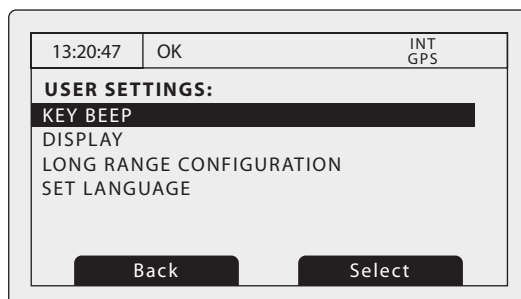 13:20:47 OK INT
GPS
USER SETTINGS:
KEY BEEP
DISPLAY
LONG RANGE CONFIGURATION
SET LANGUAGE
Back Select